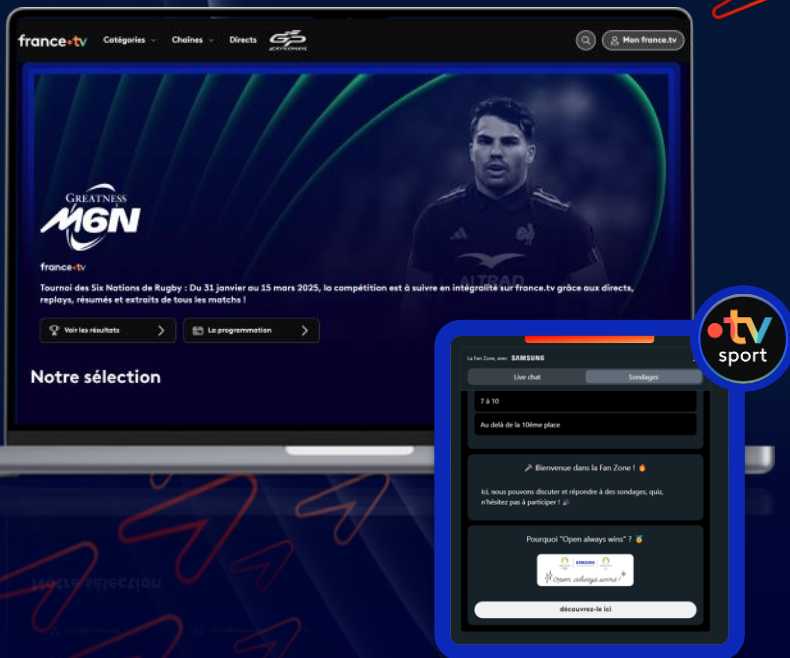 france•tv Catégories Chaînes Directs GP EXPLORER Mon france.tv
GREATNESS
M6N
france•tv
Tournoi des Six Nations de Rugby : Du 31 janvier au 15 mars 2025, la compétition est à suivre en intégralité sur france.tv grâce aux directs,
replays, résumés et extraits de tous les matchs !
Voir les résultats La programmation
Notre sélection
ALTRAD
•tv
sport
La Fan Zone, avec SAMSUNG
Live chat Sondages
7 à 10
Au delà de la 10ème place
🎤 Bienvenue dans la Fan Zone ! 🔥
Ici, nous pouvons discuter et répondre à des sondages, quiz,
n'hésitez pas à participer ! 🎉
Pourquoi "Open always wins" ? 🏅
SAMSUNG
Open always wins!
découvrez-le ici
Notre sélection